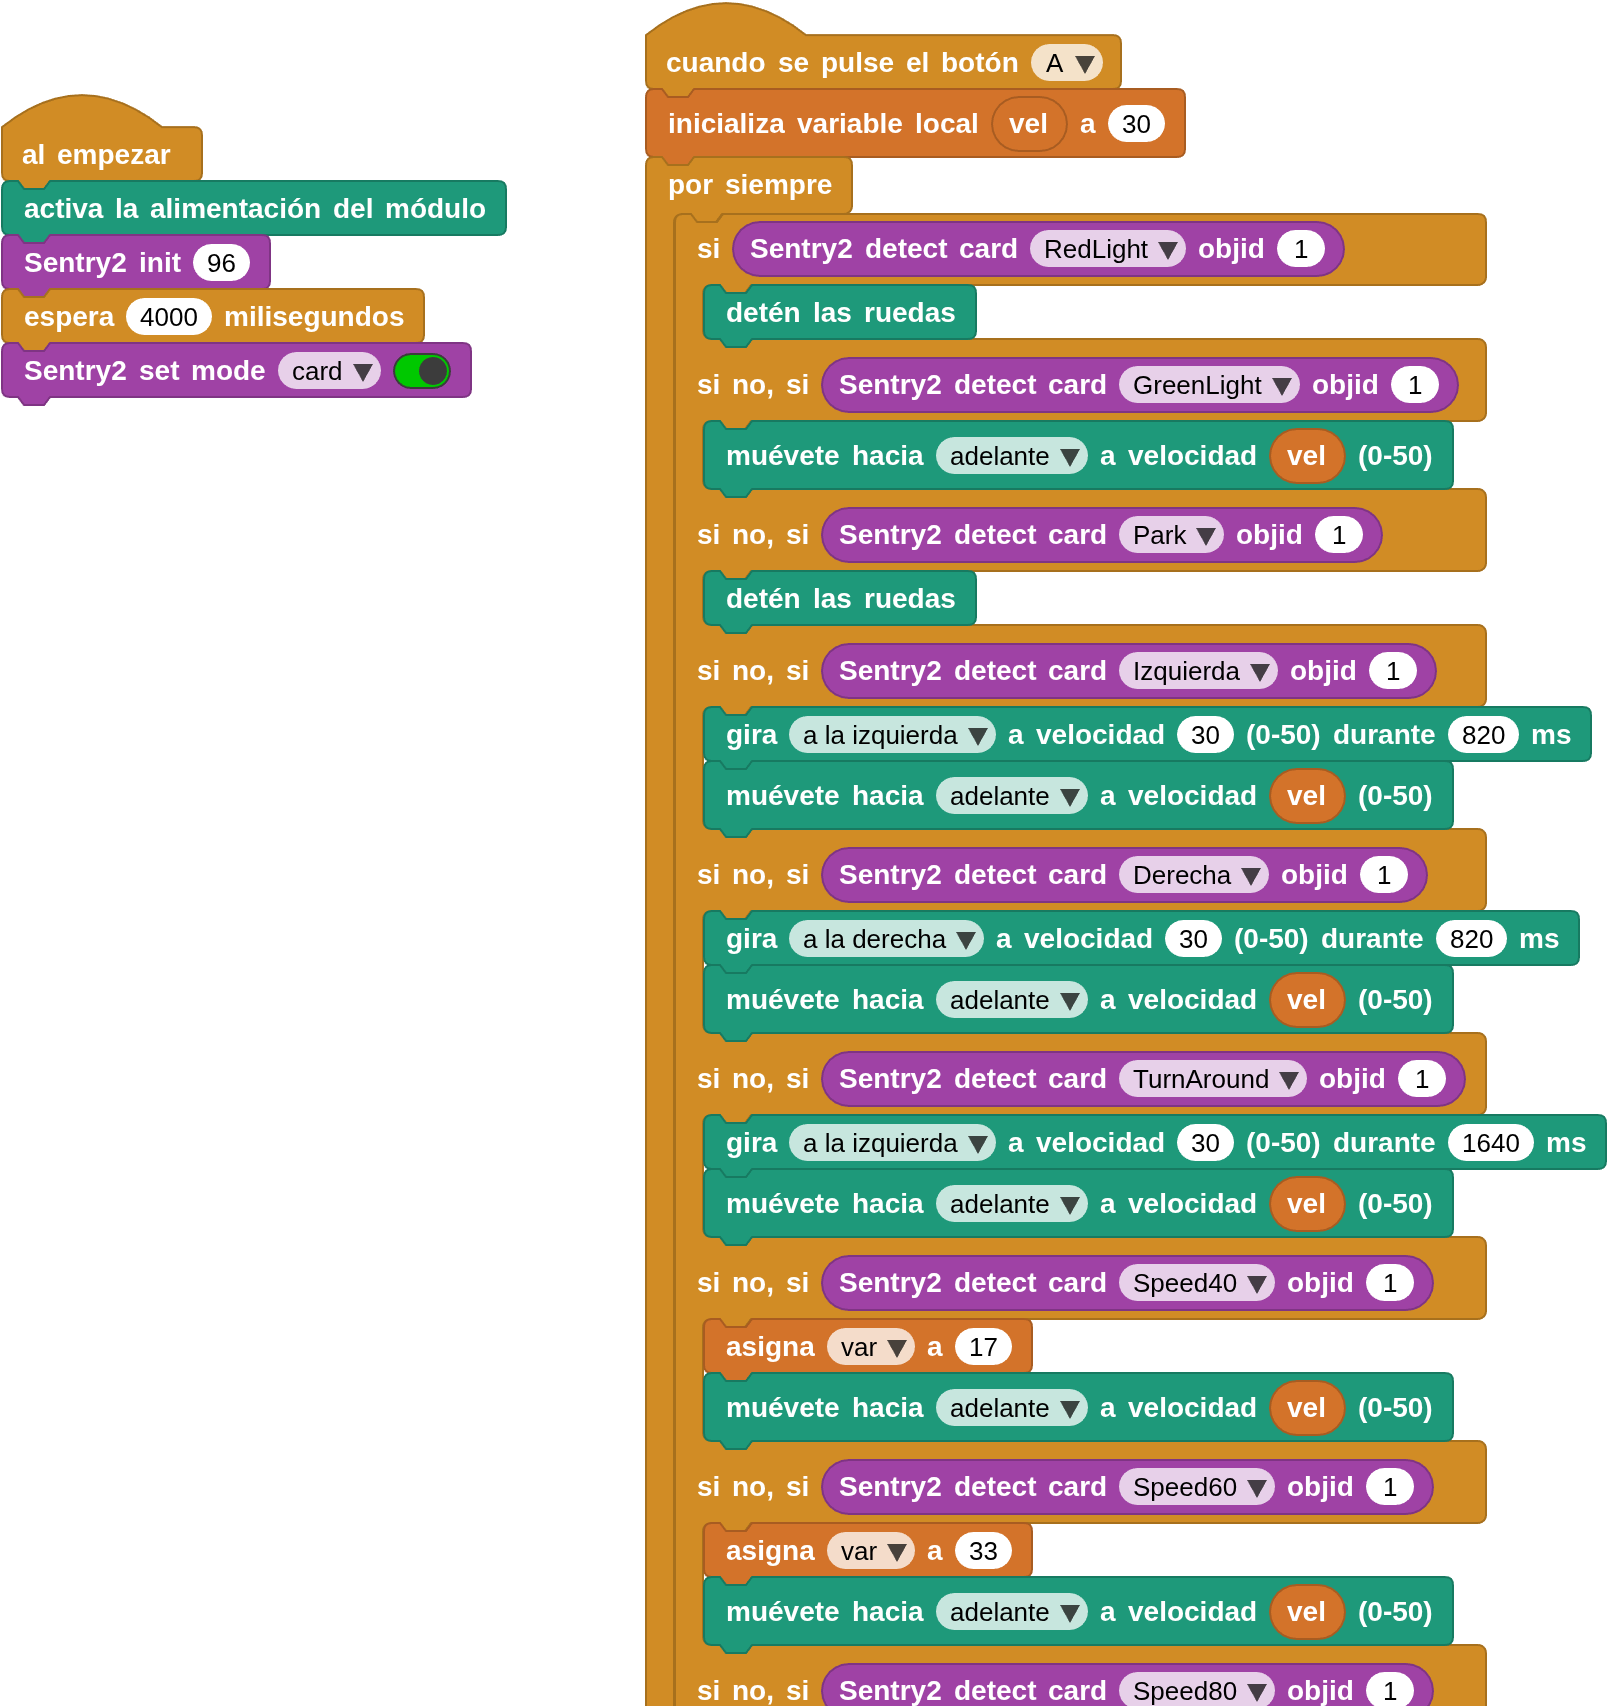 al empezar
activa la alimentación del módulo
Sentry2 init 96
espera 4000 milisegundos
Sentry2 set mode card
cuando se pulse el botón A
inicializa variable local vel a 30
por siempre
si Sentry2 detect card RedLight objid 1
detén las ruedas
si no, si Sentry2 detect card GreenLight objid 1
muévete hacia adelante a velocidad vel (0-50)
si no, si Sentry2 detect card Park objid 1
detén las ruedas
si no, si Sentry2 detect card Izquierda objid 1
gira a la izquierda a velocidad 30 (0-50) durante 820 ms
muévete hacia adelante a velocidad vel (0-50)
si no, si Sentry2 detect card Derecha objid 1
gira a la derecha a velocidad 30 (0-50) durante 820 ms
muévete hacia adelante a velocidad vel (0-50)
si no, si Sentry2 detect card TurnAround objid 1
gira a la izquierda a velocidad 30 (0-50) durante 1640 ms
muévete hacia adelante a velocidad vel (0-50)
si no, si Sentry2 detect card Speed40 objid 1
asigna var a 17
muévete hacia adelante a velocidad vel (0-50)
si no, si Sentry2 detect card Speed60 objid 1
asigna var a 33
muévete hacia adelante a velocidad vel (0-50)
si no, si Sentry2 detect card Speed80 objid 1